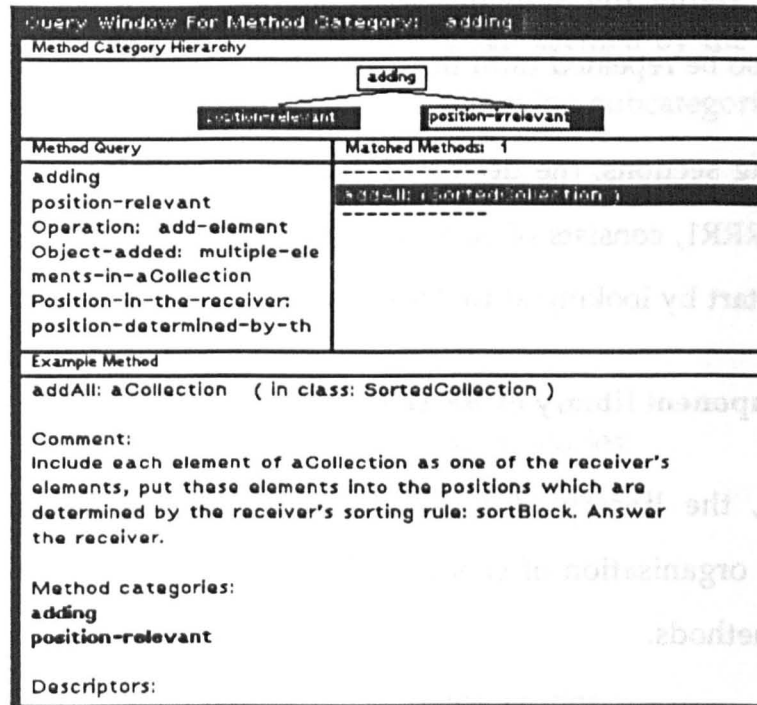 Query Window For Method Category: adding
Method Category Hierarchy
adding
position-relevant position-irrelevant
Method Query
adding
position-relevant
Operation: add-element
Object-added: multiple-ele
ments-in-aCollection
Position-in-the-receiver:
position-determined-by-th
Matched Methods: 1
--------------------
addAll: (SortedCollection )
--------------------
Example Method
addAll: aCollection ( in class: SortedCollection )
Comment:
Include each element of aCollection as one of the receiver's
elements, put these elements into the positions which are
determined by the receiver's sorting rule: sortBlock. Answer
the receiver.
Method categories:
adding
position-relevant
Descriptors: